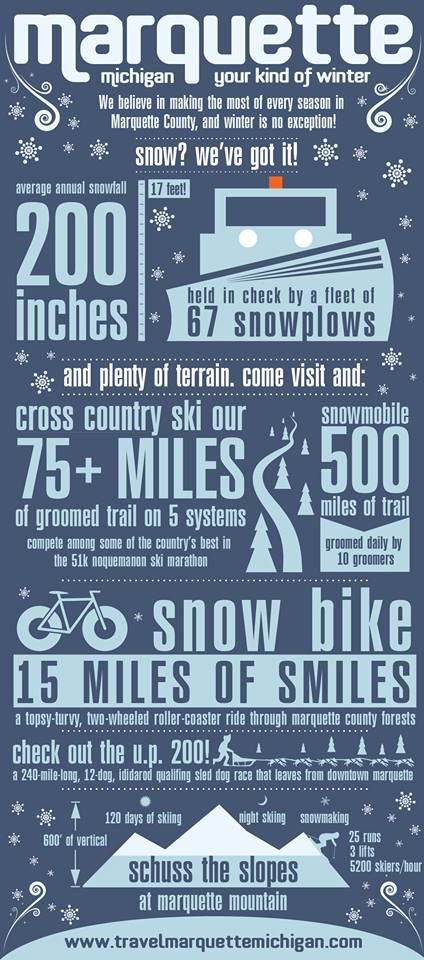 marquette
michigan your kind of winter
We believe in making the most of every season in
Marquette County, and winter is no exception!
snow? we've got it!
average annual snowfall
200
inches
17 feet!
held in check by a fleet of
67 snowplows
and plenty of terrain. come visit and:
cross country ski our
75+ MILES
of groomed trail on 5 systems
compete among some of the country's best in
the 51k noquemanon ski marathon
snowmobile
500
miles of trail
groomed daily by
10 groomers
snow bike
15 MILES OF SMILES
a topsy-turvy, two-wheeled roller-coaster ride through marquette county forests
check out the u.p. 200!
a 240-mile-long, 12-dog, ididarod qualifing sled dog race that leaves from downtown marquette
600' of vertical
120 days of skiing
night skiing
snowmaking
25 runs
3 lifts
5200 skiers/hour
schuss the slopes
at marquette mountain
www.travelmarquettemichigan.com